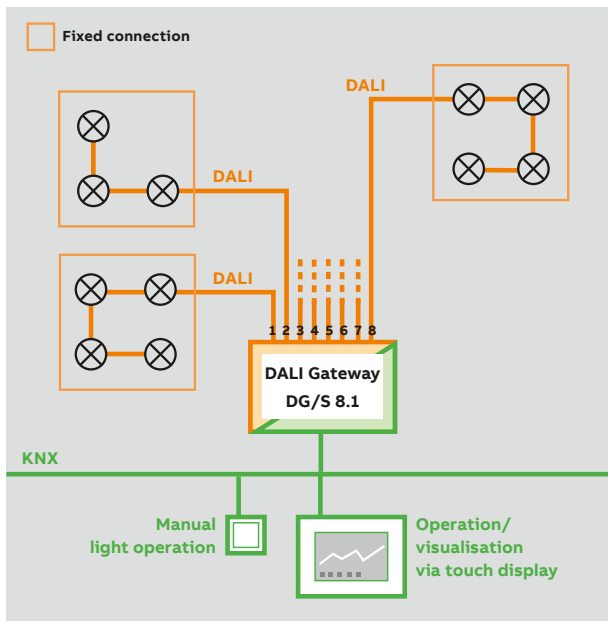 Fixed connection
DALI
DALI
DALI
1 2 3 4 5 6 7 8
DALI Gateway
DG/S 8.1
KNX
Manual
light operation
Operation/
visualisation
via touch display